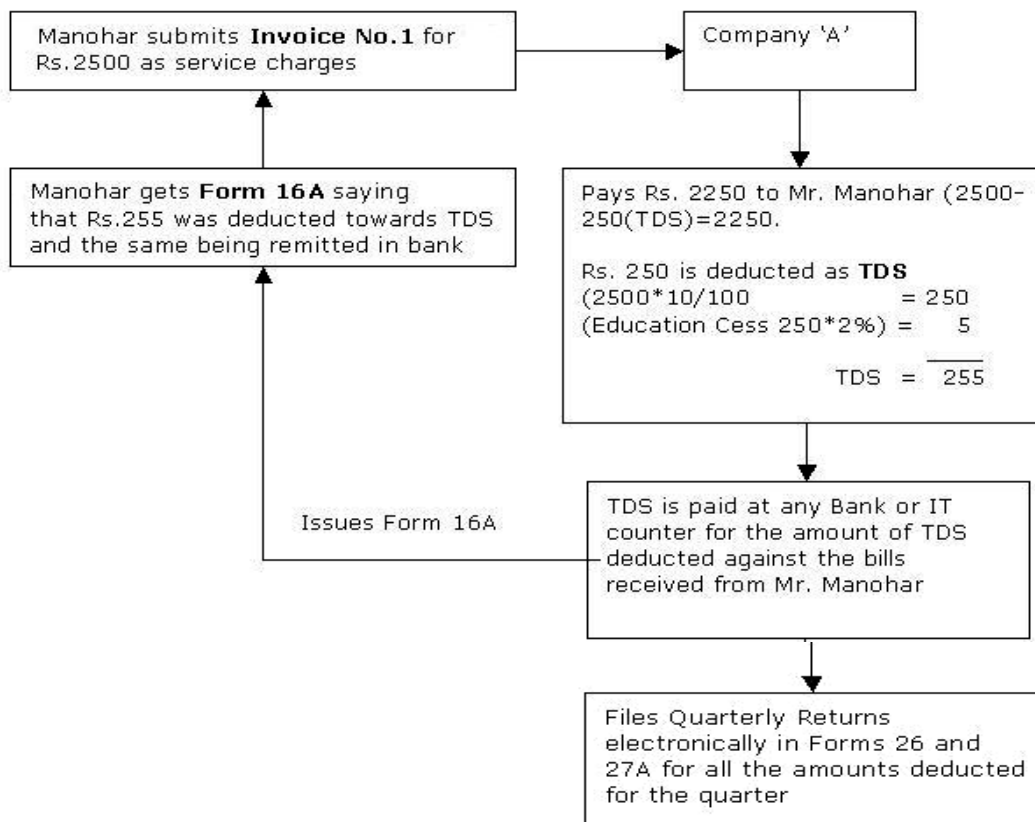 Manohar submits Invoice No.1 for
Rs.2500 as service charges
Company 'A'
Manohar gets Form 16A saying
that Rs.255 was deducted towards TDS
and the same being remitted in bank
Pays Rs. 2250 to Mr. Manohar (2500-
250(TDS)=2250.
Rs. 250 is deducted as TDS
(2500*10/100 = 250
(Education Cess 250*2%) = 5
TDS = 255
Issues Form 16A
TDS is paid at any Bank or IT
counter for the amount of TDS
deducted against the bills
received from Mr. Manohar
Files Quarterly Returns
electronically in Forms 26 and
27A for all the amounts deducted
for the quarter